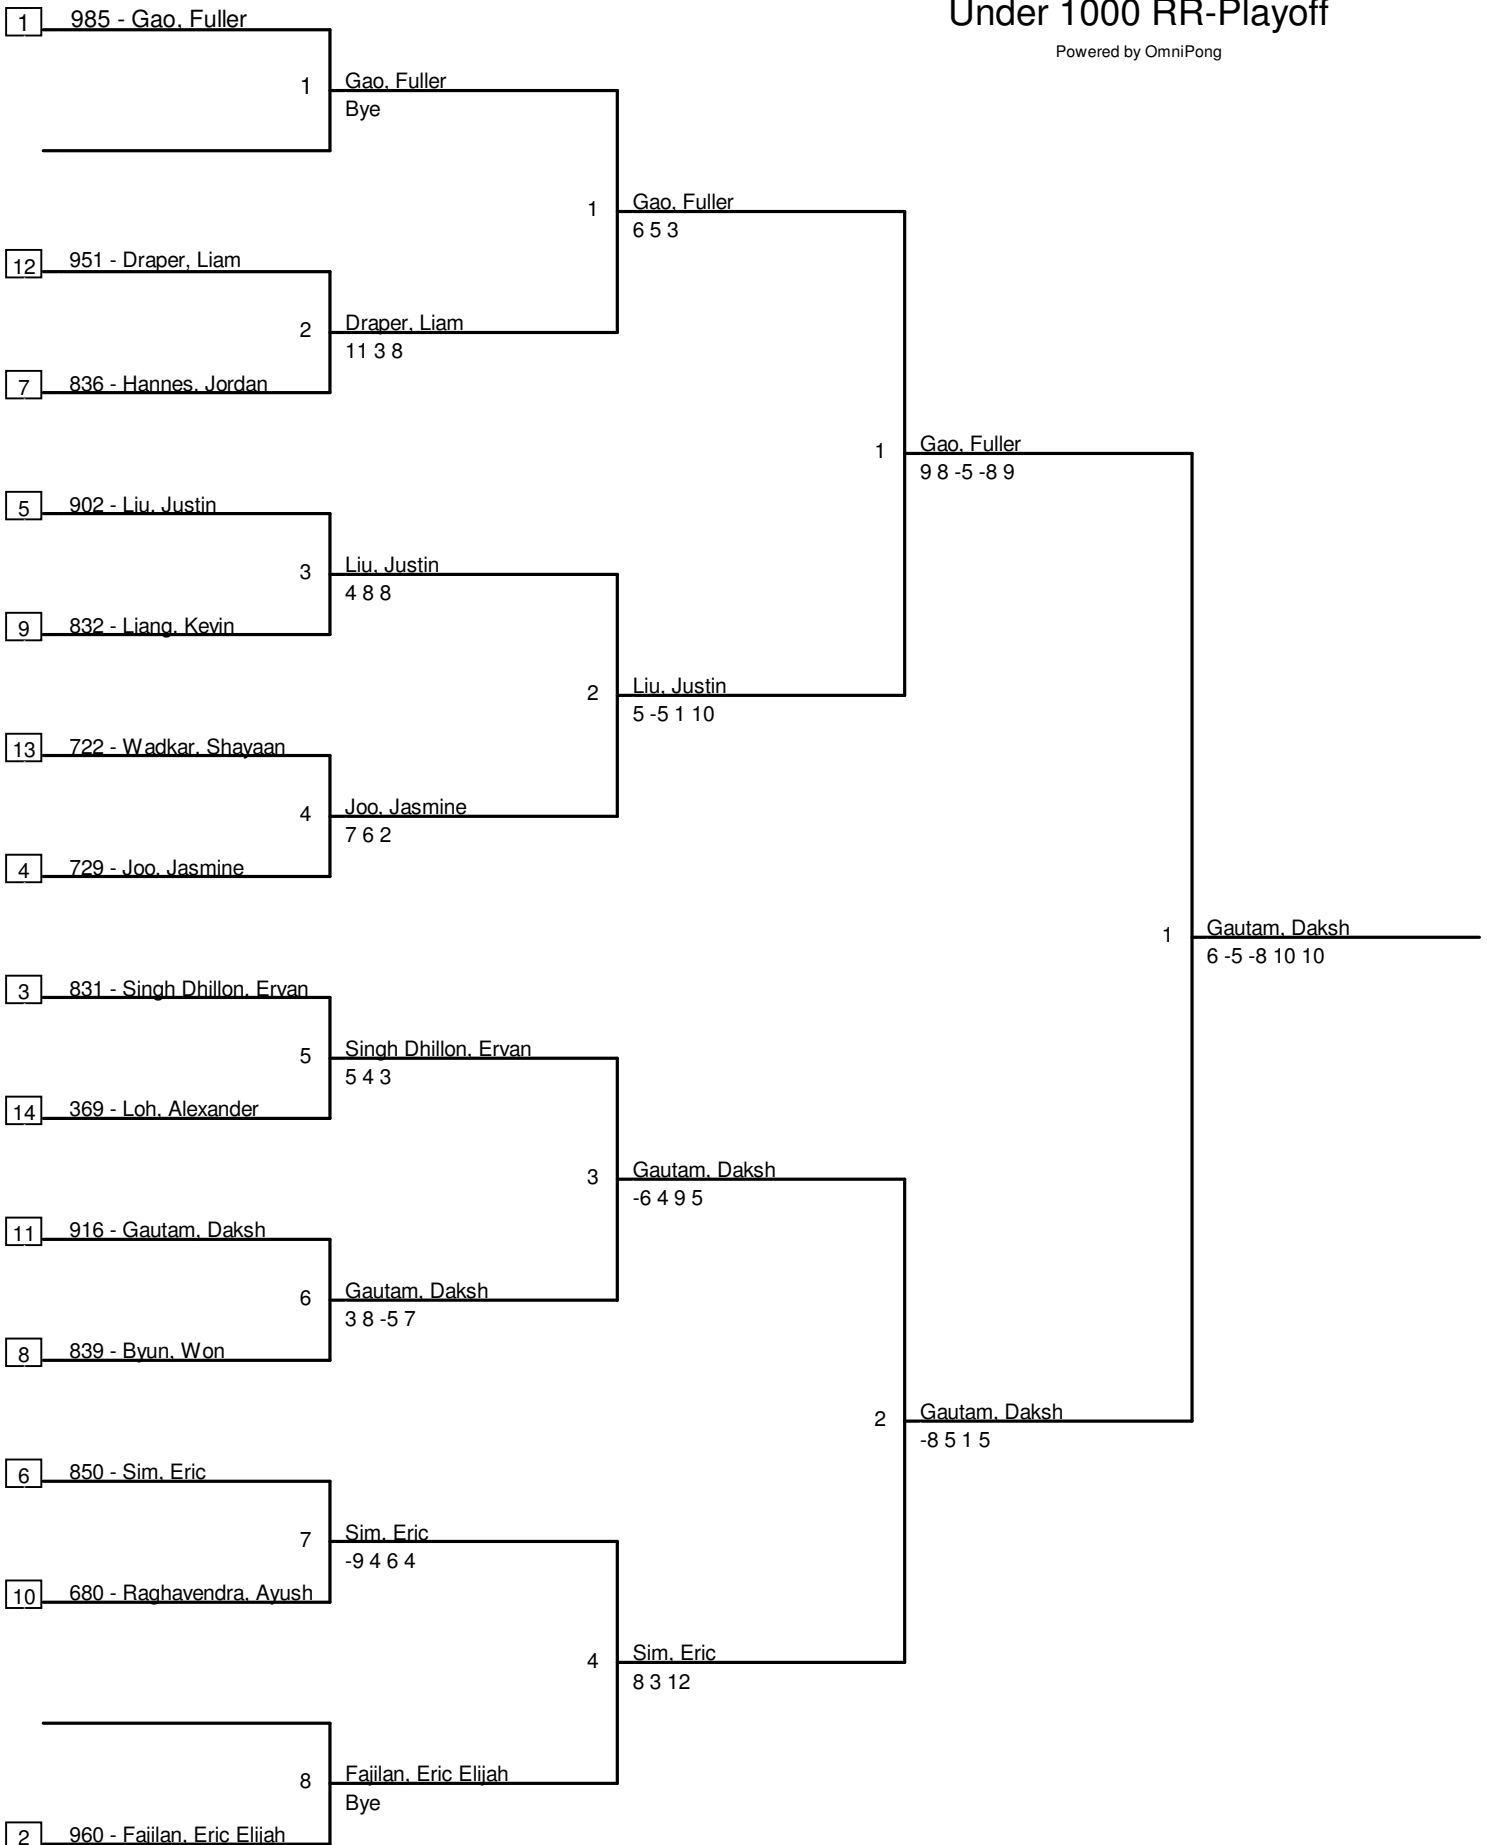 Under 1000 RR-Playoff
Powered by OmniPong
1 985 - Gao, Fuller
1 Gao, Fuller
Bye
1 Gao, Fuller
6 5 3
12 951 - Draper, Liam
2 Draper, Liam
11 3 8
7 836 - Hannes, Jordan
1 Gao, Fuller
9 8 -5 -8 9
5 902 - Liu, Justin
3 Liu, Justin
4 8 8
9 832 - Liang, Kevin
2 Liu, Justin
5 -5 1 10
13 722 - Wadkar, Shayaan
4 Joo, Jasmine
7 6 2
4 729 - Joo, Jasmine
1 Gautam, Daksh
6 -5 -8 10 10
3 831 - Singh Dhillon, Ervan
5 Singh Dhillon, Ervan
5 4 3
14 369 - Loh, Alexander
3 Gautam, Daksh
-6 4 9 5
11 916 - Gautam, Daksh
6 Gautam, Daksh
3 8 -5 7
8 839 - Byun, Won
2 Gautam, Daksh
-8 5 1 5
6 850 - Sim, Eric
7 Sim, Eric
-9 4 6 4
10 680 - Raghavendra, Ayush
4 Sim, Eric
8 3 12
8 Fajilan, Eric Elijah
Bye
2 960 - Fajilan, Eric Elijah